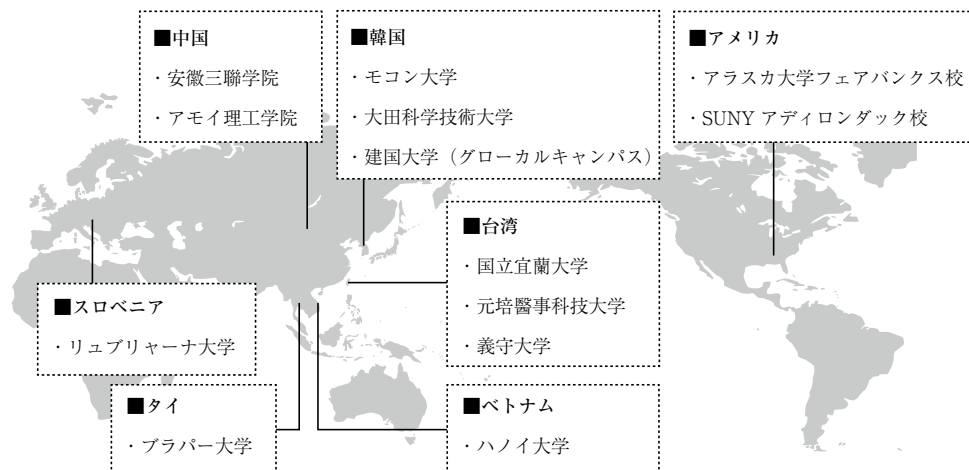 ■中国
・安徽三聯学院
・アモイ理工学院
■韓国
・モコン大学
・大田科学技術大学
・建国大学（グローカルキャンパス）
■アメリカ
・アラスカ大学フェアバンクス校
・SUNY アディロンダック校
■台湾
・国立宜蘭大学
・元培醫事科技大学
・義守大学
■スロベニア
・リュブリャーナ大学
■タイ
・ブラパー大学
■ベトナム
・ハノイ大学